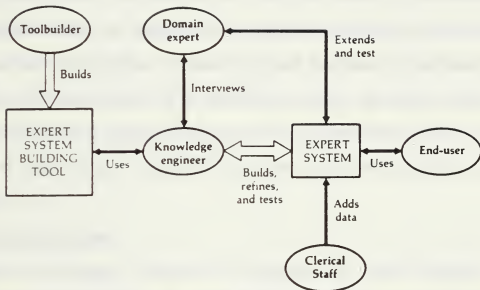 Toolbuilder
Domain
expert
Extends
and test
Builds
Interviews
EXPERT
SYSTEM
BUILDING
TOOL
Uses
Knowledge
engineer
Builds,
refines,
and tests
EXPERT
SYSTEM
Uses
End-user
Adds
data
Clerical
Staff